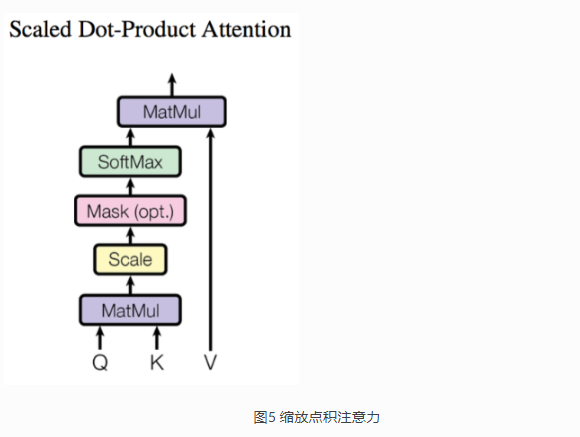 Scaled Dot-Product Attention
MatMul
SoftMax
Mask (opt.)
Scale
MatMul
Q K V
图5 缩放点积注意力